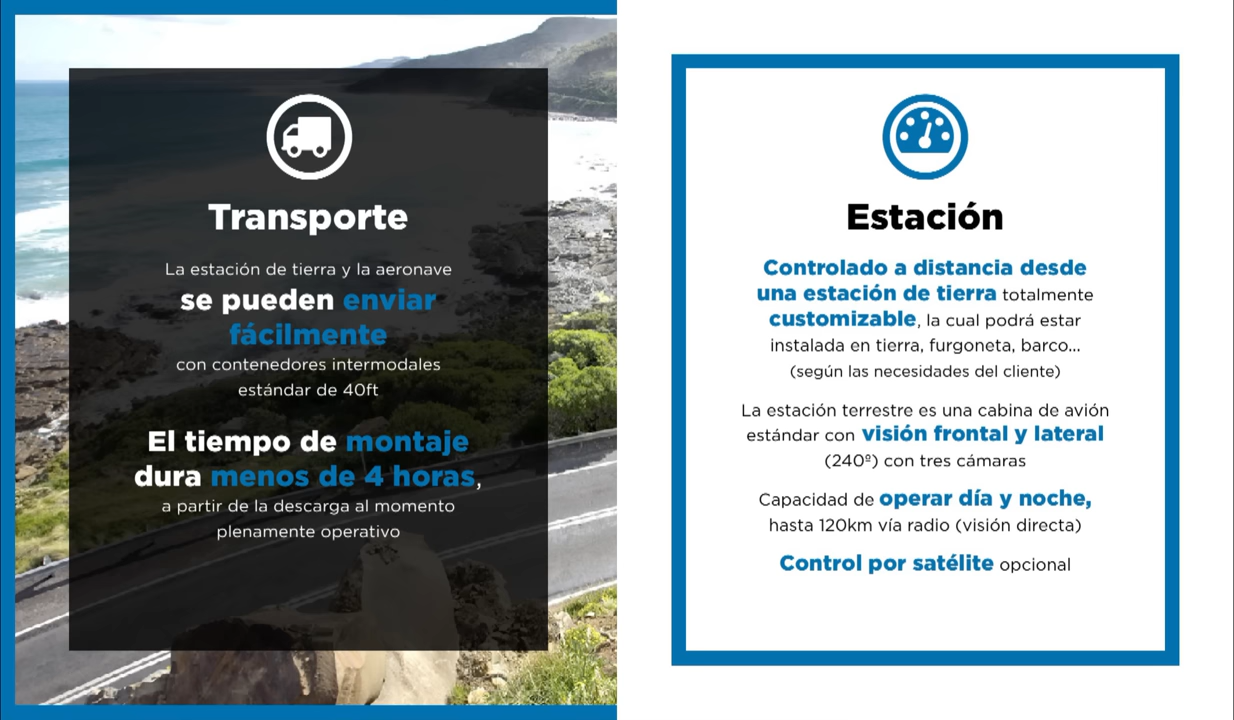 Transporte
La estación de tierra y la aeronave
se pueden enviar
fácilmente
con contenedores intermodales
estándar de 40ft
El tiempo de montaje
dura menos de 4 horas,
a partir de la descarga al momento
plenamente operativo
Estación
Controlado a distancia desde
una estación de tierra totalmente
customizable, la cual podrá estar
instalada en tierra, furgoneta, barco...
(según las necesidades del cliente)
La estación terrestre es una cabina de avión
estándar con visión frontal y lateral
(240º) con tres cámaras
Capacidad de operar día y noche,
hasta 120km vía radio (visión directa)
Control por satélite opcional